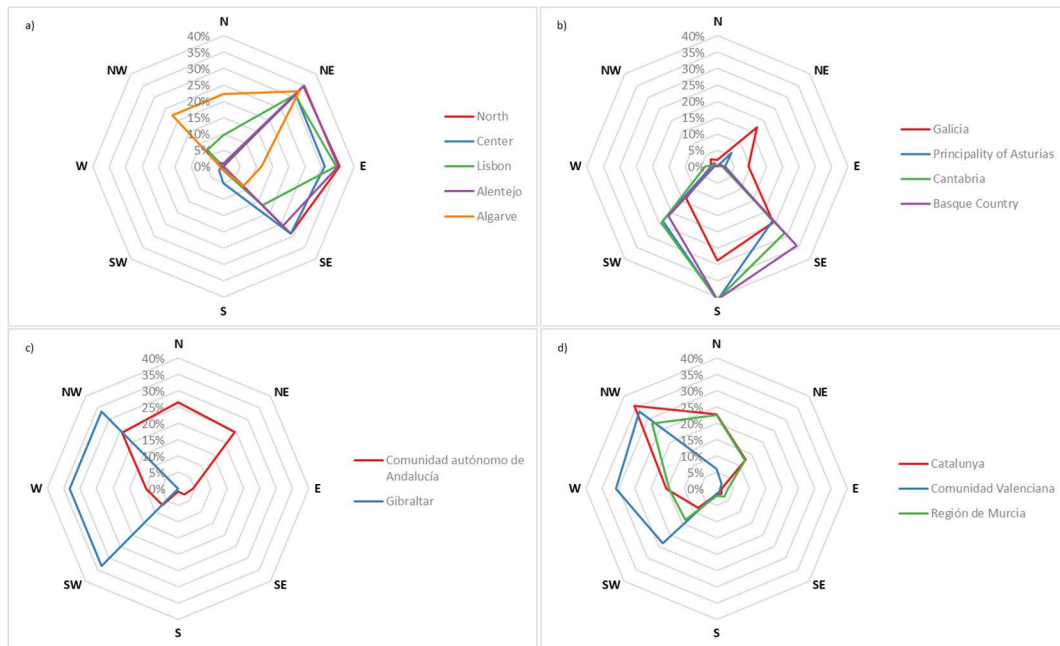 a)
N
40%
35%
30%
25%
20%
15%
10%
5%
0%
NE
E
SE
S
SW
W
NW
North
Center
Lisbon
Alentejo
Algarve
b)
N
40%
35%
30%
25%
20%
15%
10%
5%
0%
NE
E
SE
S
SW
W
NW
Galicia
Principality of Asturias
Cantabria
Basque Country
c)
N
40%
35%
30%
25%
20%
15%
10%
5%
0%
NE
E
SE
S
SW
W
NW
Comunidad autónomo de
Andalucía
Gibraltar
d)
N
40%
35%
30%
25%
20%
15%
10%
5%
0%
NE
E
SE
S
SW
W
NW
Catalunya
Comunidad Valenciana
Región de Murcia